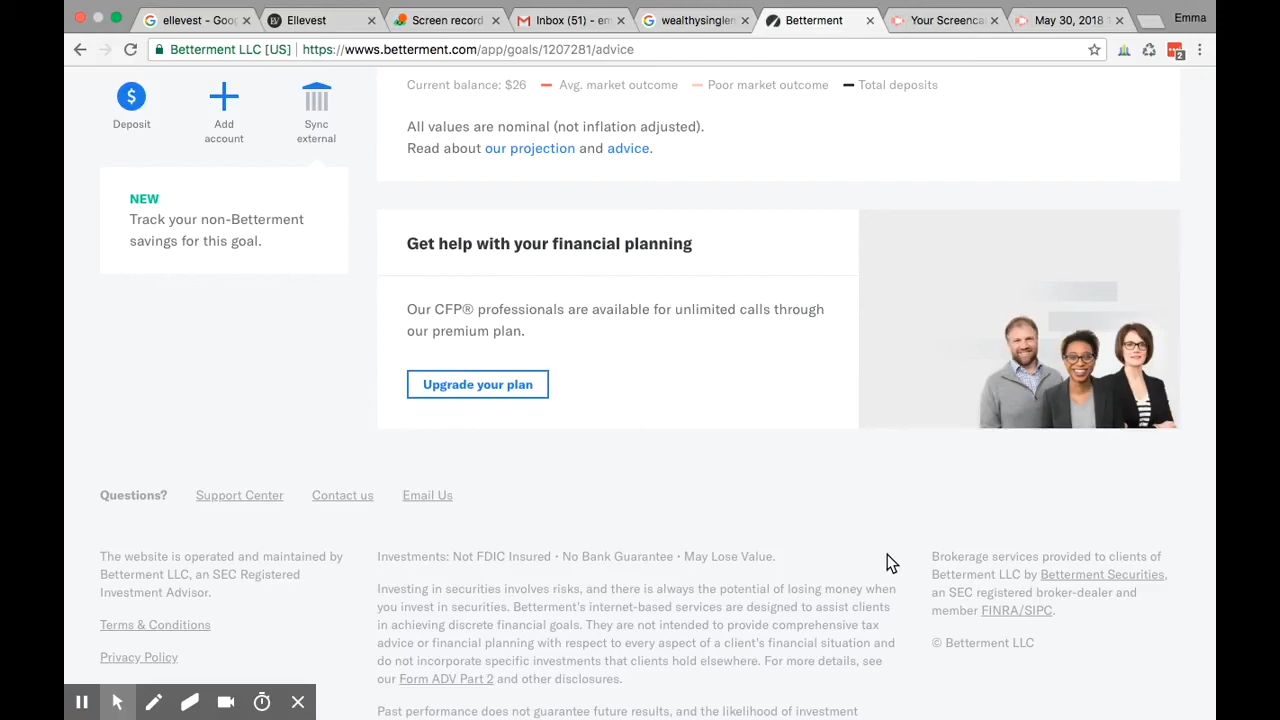 ellevest - Goo
Ellevest
Screen record
Inbox (51) - em
wealthysinglen
Betterment
Your Screenca
May 30, 2018 1
Emma
Betterment LLC [US] | https://wwws.betterment.com/app/goals/1207281/advice
2
$
Deposit
Add
account
Sync
external
NEW
Track your non-Betterment
savings for this goal.
Current balance: $26 Avg. market outcome Poor market outcome Total deposits
All values are nominal (not inflation adjusted).
Read about our projection and advice.
Get help with your financial planning
Our CFP® professionals are available for unlimited calls through
our premium plan.
Upgrade your plan
Questions? Support Center Contact us Email Us
The website is operated and maintained by
Betterment LLC, an SEC Registered
Investment Advisor.
Terms & Conditions
Privacy Policy
Investments: Not FDIC Insured • No Bank Guarantee • May Lose Value.
Investing in securities involves risks, and there is always the potential of losing money when
you invest in securities. Betterment's internet-based services are designed to assist clients
in achieving discrete financial goals. They are not intended to provide comprehensive tax
advice or financial planning with respect to every aspect of a client's financial situation and
do not incorporate specific investments that clients hold elsewhere. For more details, see
our Form ADV Part 2 and other disclosures.
Past performance does not guarantee future results, and the likelihood of investment
Brokerage services provided to clients of
Betterment LLC by Betterment Securities,
an SEC registered broker-dealer and
member FINRA/SIPC.
© Betterment LLC